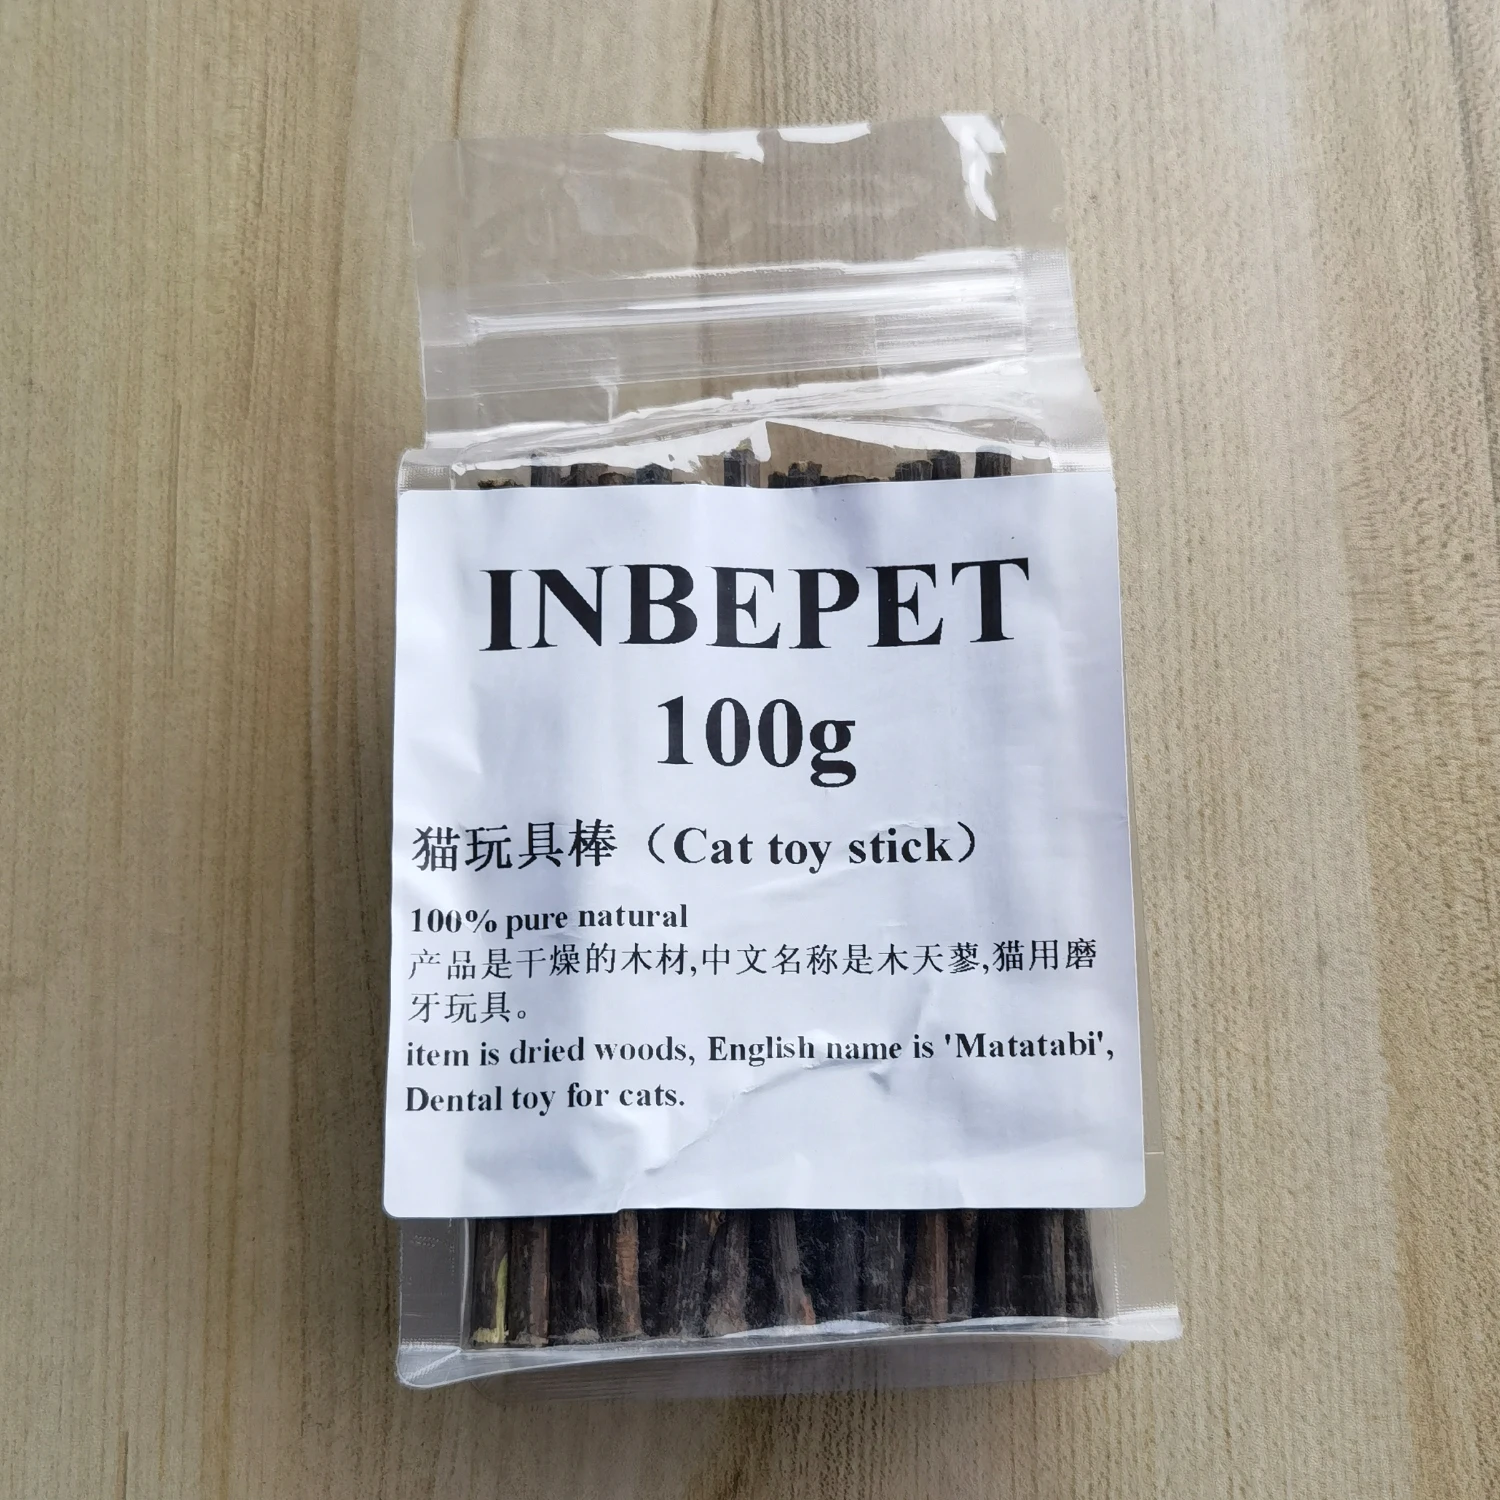 INBEPET
100g
猫玩具棒（Cat toy stick）
100% pure natural
产品是干燥的木材,中文名称是木天蓼,猫用磨
牙玩具。
item is dried woods, English name is 'Matatabi',
Dental toy for cats.